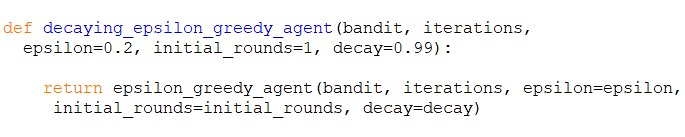 def decaying_epsilon_greedy_agent(bandit, iterations,
epsilon=0.2, initial_rounds=1, decay=0.99):
return epsilon_greedy_agent(bandit, iterations, epsilon=epsilon,
initial_rounds=initial_rounds, decay=decay)